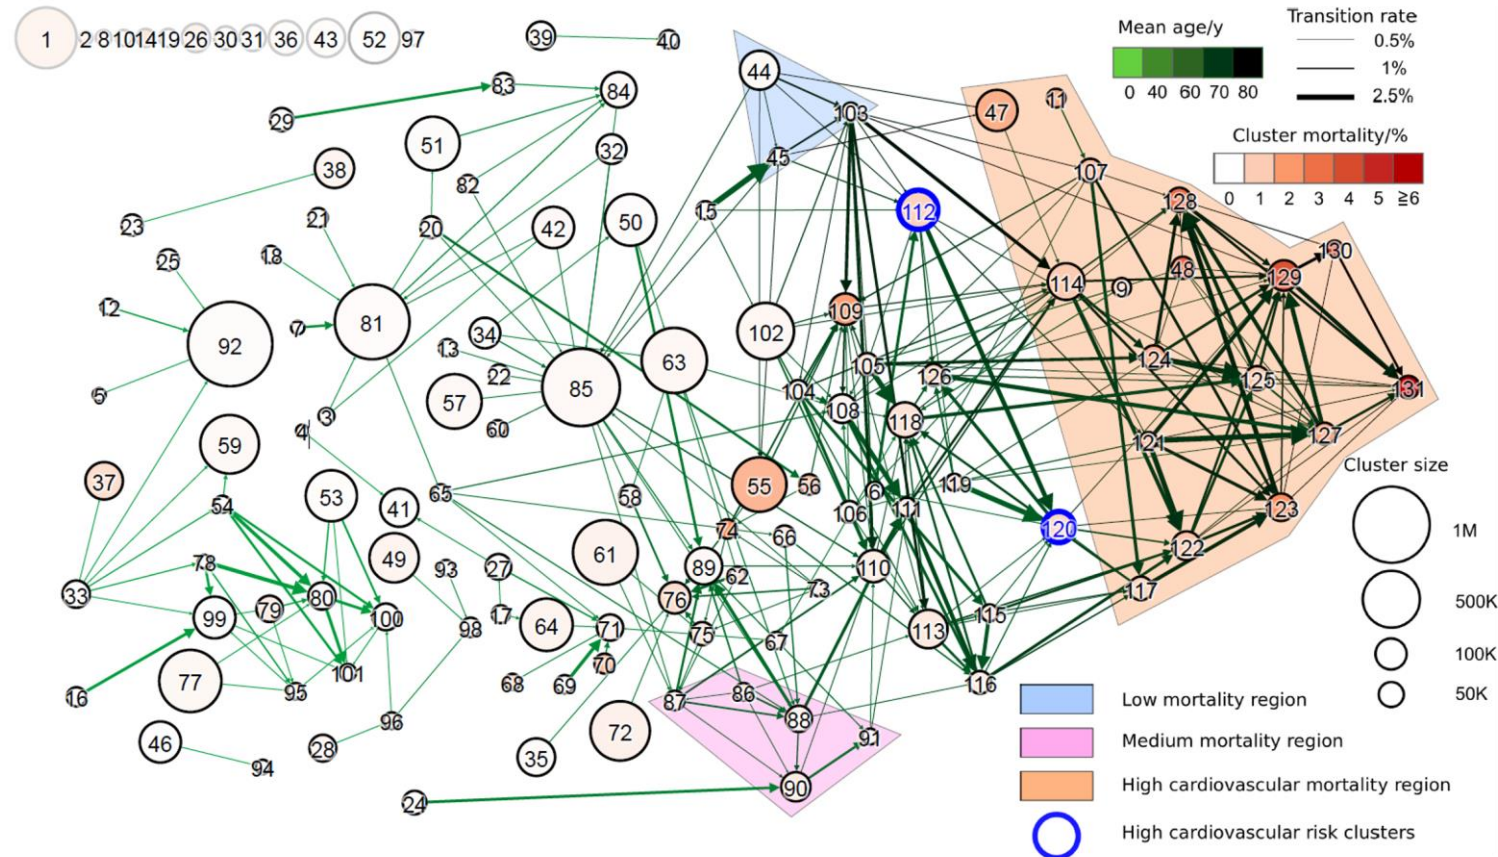 1 2 8 10 14 19 26 30 31 36 43 52 97
39 40
Mean age/y
0 40 60 70 80
Transition rate
0.5%
1%
2.5%
Cluster mortality/%
0 1 2 3 4 5 ≧6
44 103 47 11
83 84 29 51 32
38 82 45 107
23 21 20 42 50 15 112 128
25 18 130
12 7 81 114 9 48 129
92 34 63 102 109
13 22 85 105 126 124 125 131
5 57 104 108
3 4 60 118 121 127
59
37 53 41 65 58 55 56 6 119
54 106 111 120 123
Cluster size
1M
500K
100K
50K
49 61 74 66 122
78 93 27 89 62 110
33 80 73 117
99 79 100 17 76 115
98 64 71 75 67 113
77 101 70
16 95 68 69 87 86 116
96 72 88 91
46 28 35
94
24 90
Low mortality region
Medium mortality region
High cardiovascular mortality region
High cardiovascular risk clusters